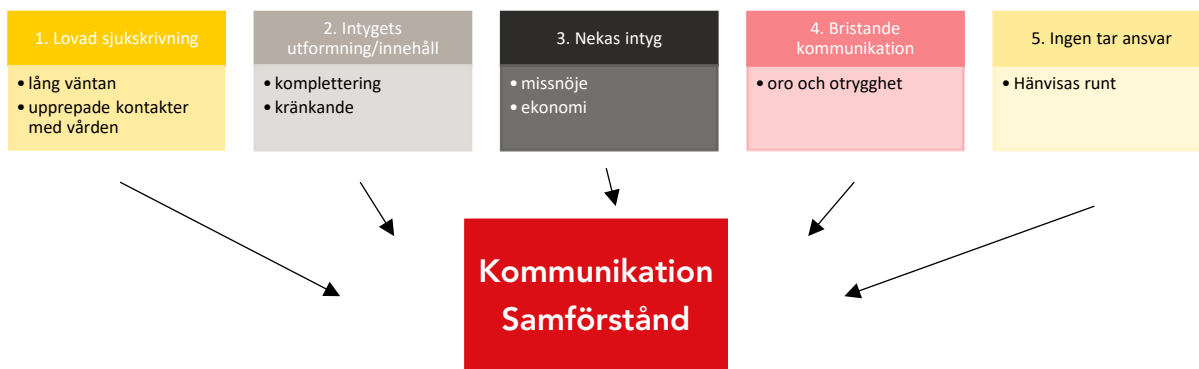 1. Lovad sjukskrivning
• lång väntan
• upprepade kontakter
med vården
2. Intygets
utformning/innehåll
• komplettering
• kränkande
3. Nekas intyg
• missnöje
• ekonomi
4. Bristande
kommunikation
• oro och otrygghet
5. Ingen tar ansvar
• Hänvisas runt
Kommunikation
Samförstånd